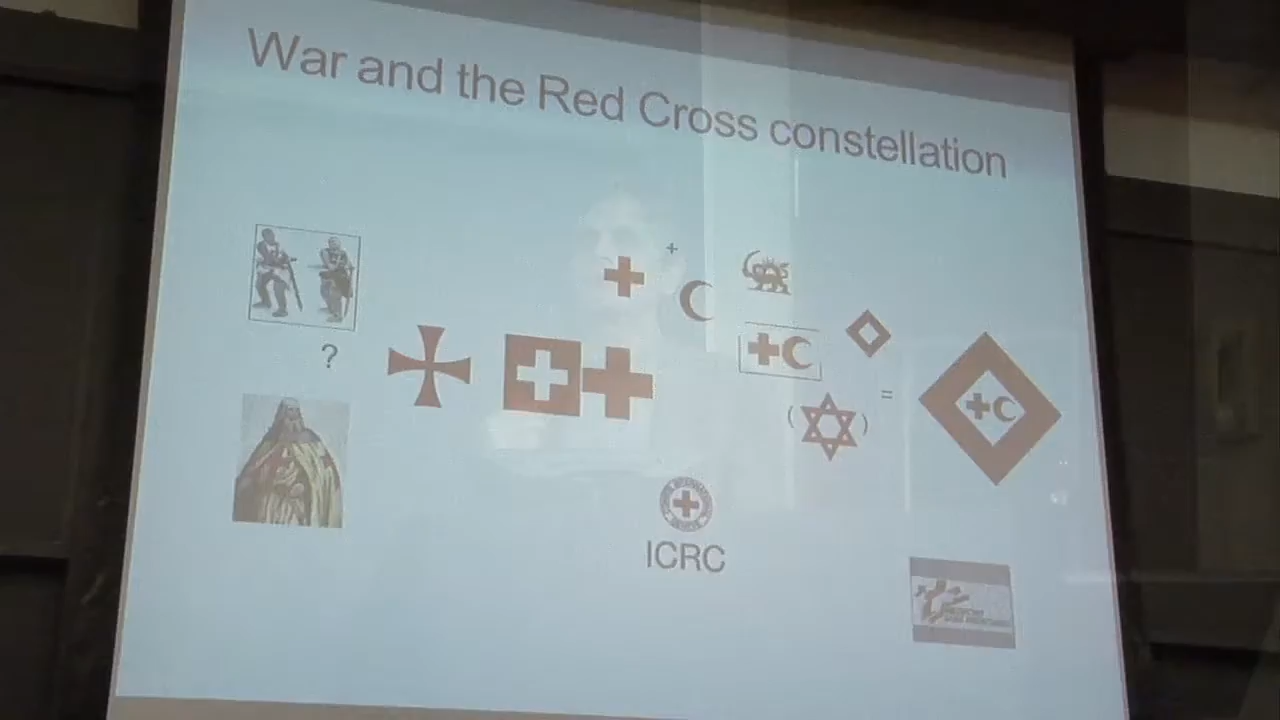 War and the Red Cross constellation
+
?
=
( )
ICRC